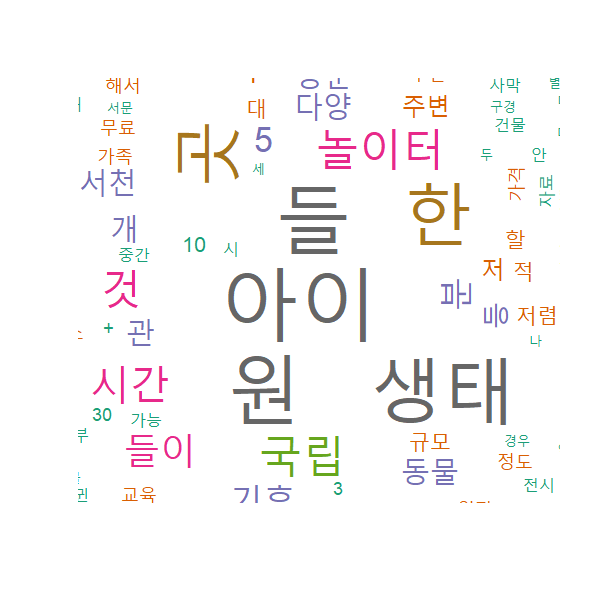 해서
사막
서문
대
다양
주변
구경
건물
무료
5
놀이터
곳
가족
세
두
안
서천
들
한
가격
자료
개
10
시
할
중간
저
적
것
아이
분
등
저렴
+
관
나
시간
원
생태
30
가능
들이
국립
규모
경우
동물
정도
교육
3
전시